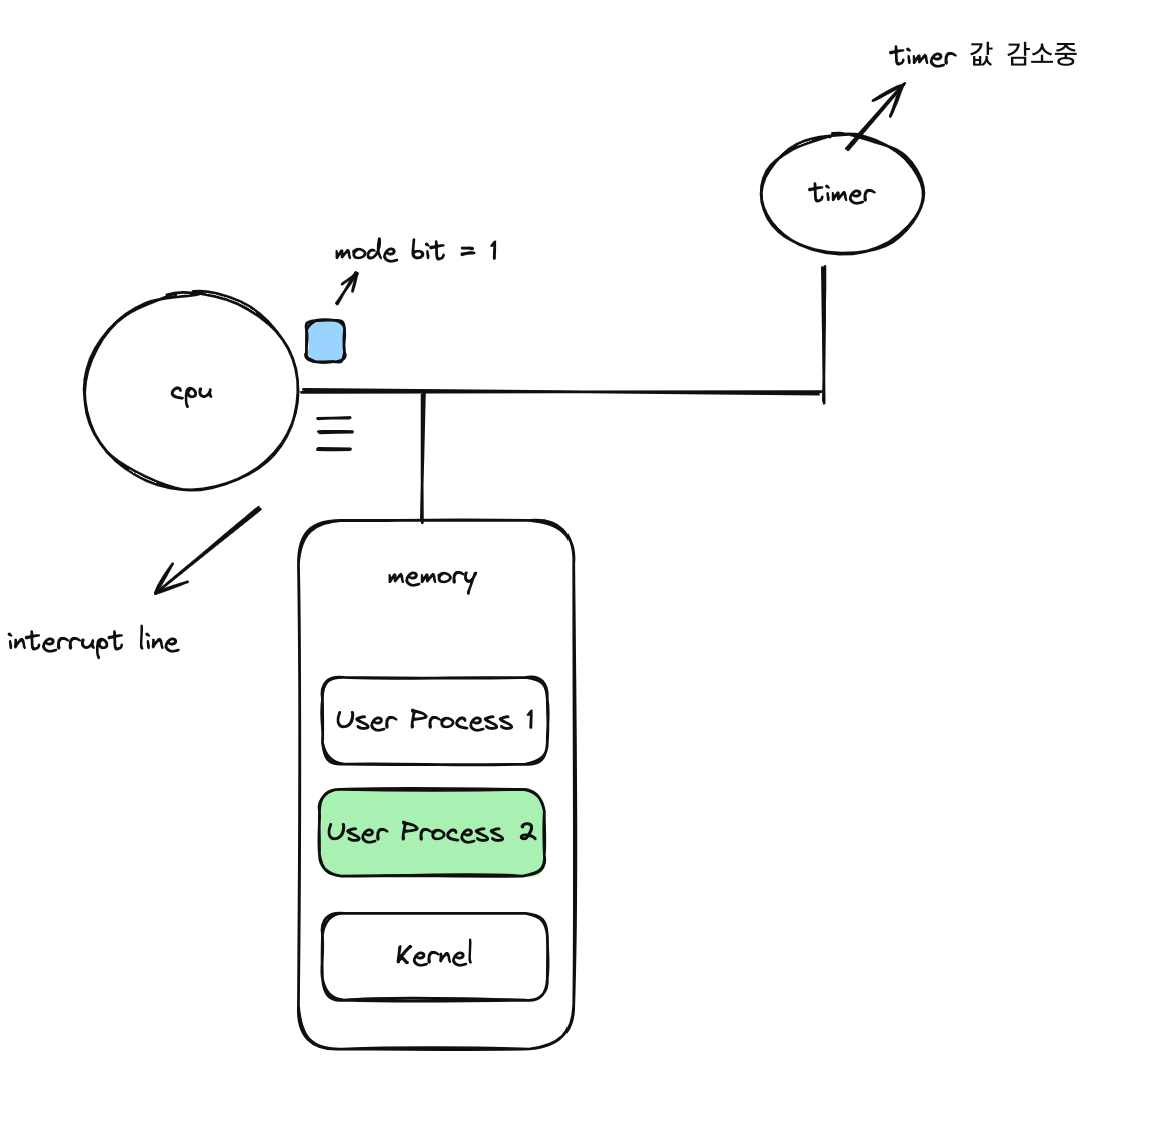 timer 값 감소중
timer
mode bit = 1
cpu
interrupt line
memory
User Process 1
User Process 2
Kernel